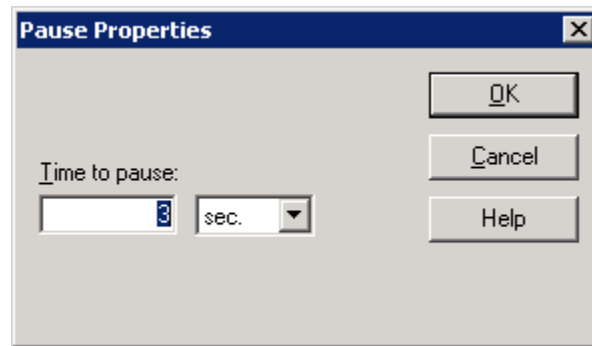 Pause Properties
OK
Cancel
Time to pause:
3 sec.
Help